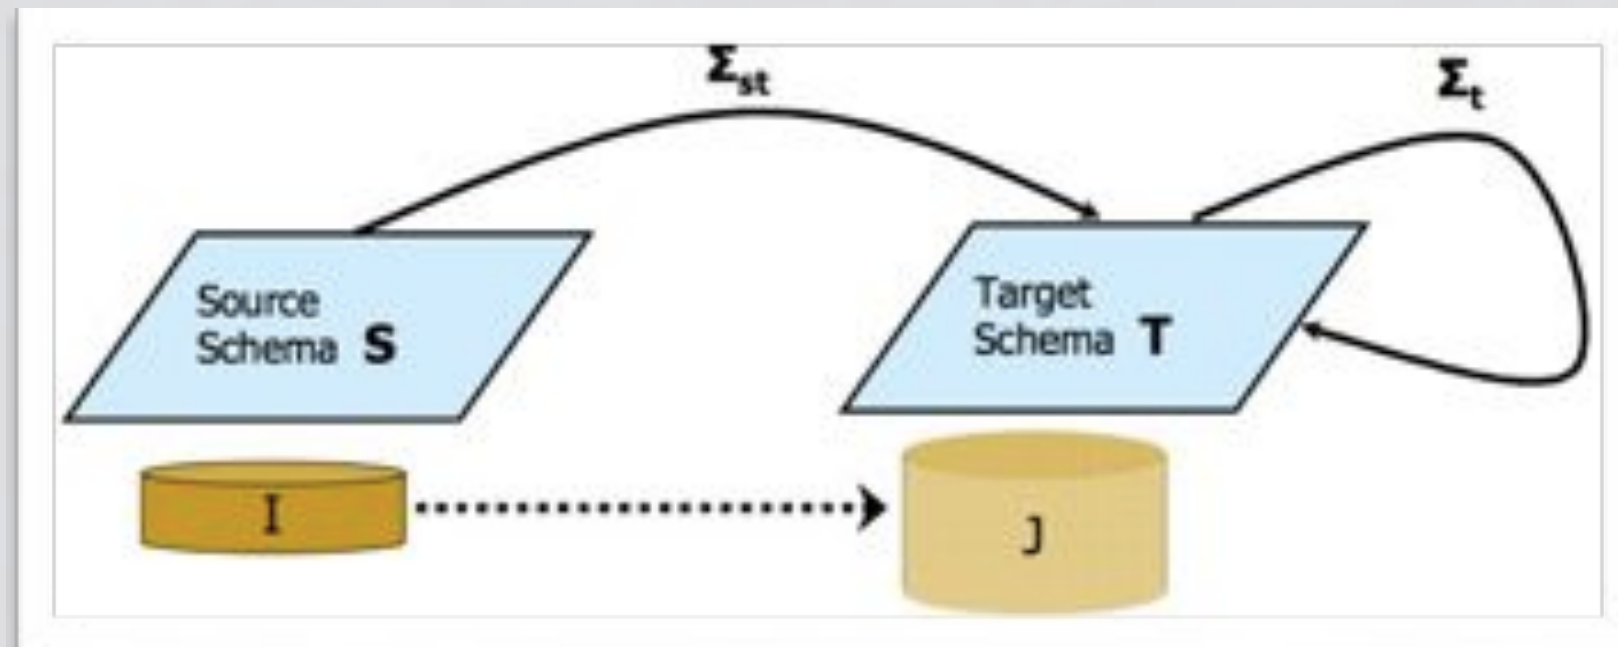 Σst
Σt
Source
Schema S
Target
Schema T
I
J